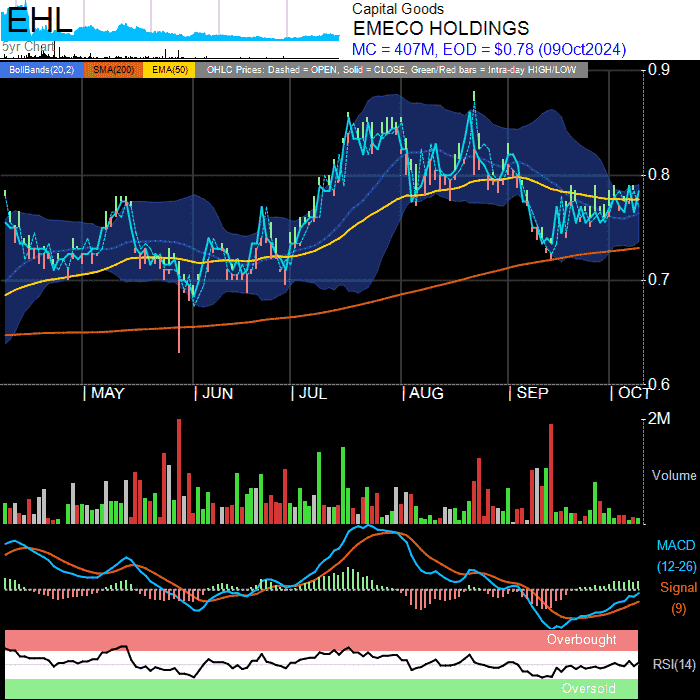 EHL
Capital Goods
EMECO HOLDINGS
MC = 407M, EOD = $0.78 (09Oct2024)
5yr Chart
BollBands(20,2) SMA(200) EMA(50) OHLC Prices: Dashed = OPEN, Solid = CLOSE, Green/Red bars = Intra-day HIGH/LOW
0.9
0.8
0.7
0.6
| MAY | JUN | JUL | AUG | SEP | OCT
2M
Volume
MACD
(12-26)
Signal
(9)
Overbought
RSI(14)
Oversold